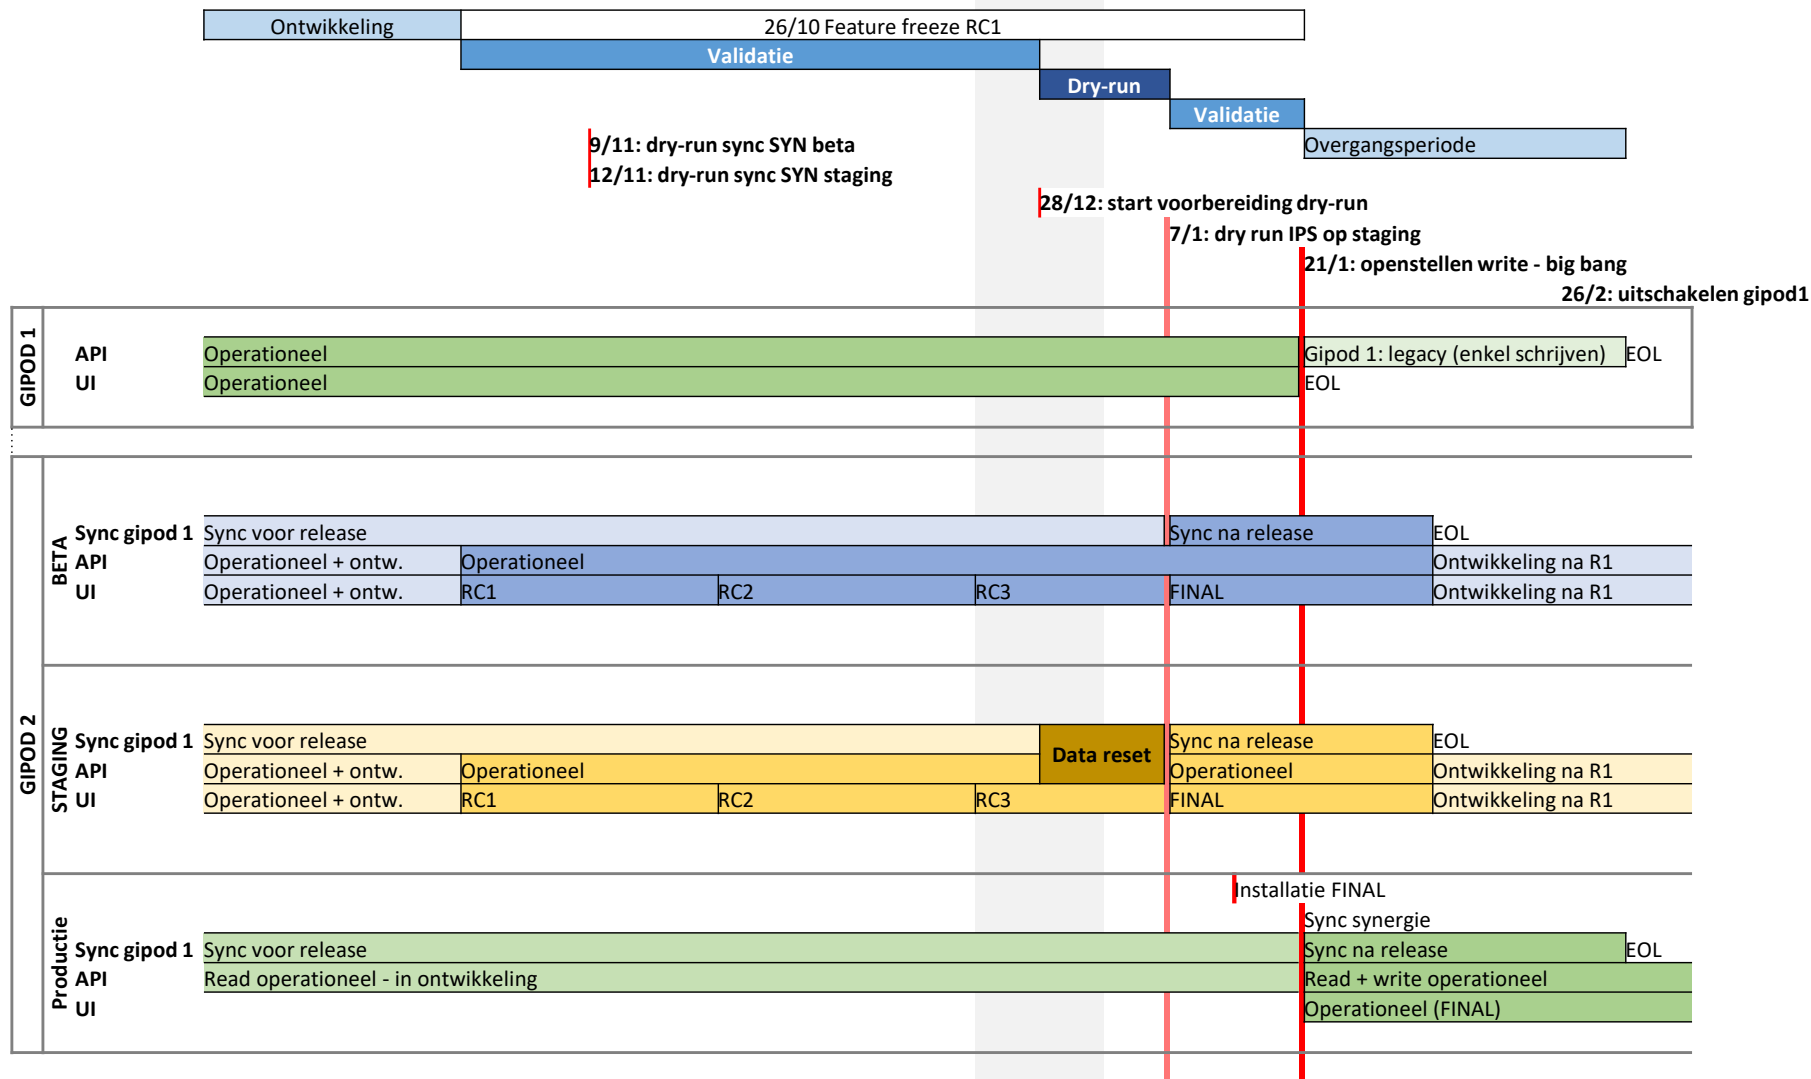 Ontwikkeling 26/10 Feature freeze RC1
Validatie
Dry-run
Validatie
9/11: dry-run sync SYN beta Overgangsperiode
12/11: dry-run sync SYN staging
28/12: start voorbereiding dry-run
7/1: dry run IPS op staging
21/1: openstellen write - big bang
26/2: uitschakelen gipod1
GIPOD 1
API Operationeel Gipod 1: legacy (enkel schrijven) EOL
UI Operationeel EOL
GIPOD 2
BETA
Sync gipod 1 Sync voor release Sync na release EOL
API Operationeel + ontw. Operationeel Ontwikkeling na R1
UI Operationeel + ontw. RC1 RC2 RC3 FINAL Ontwikkeling na R1
STAGING
Sync gipod 1 Sync voor release Data reset Sync na release EOL
API Operationeel + ontw. Operationeel Operationeel Ontwikkeling na R1
UI Operationeel + ontw. RC1 RC2 RC3 FINAL Ontwikkeling na R1
Productie
Installatie FINAL
Sync synergie
Sync gipod 1 Sync voor release Sync na release EOL
API Read operationeel - in ontwikkeling Read + write operationeel
UI Operationeel (FINAL)